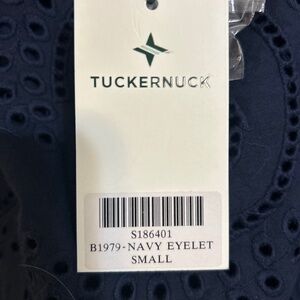 TUCKERNUCK
S186401
B1979-NAVY EYELET
SMALL